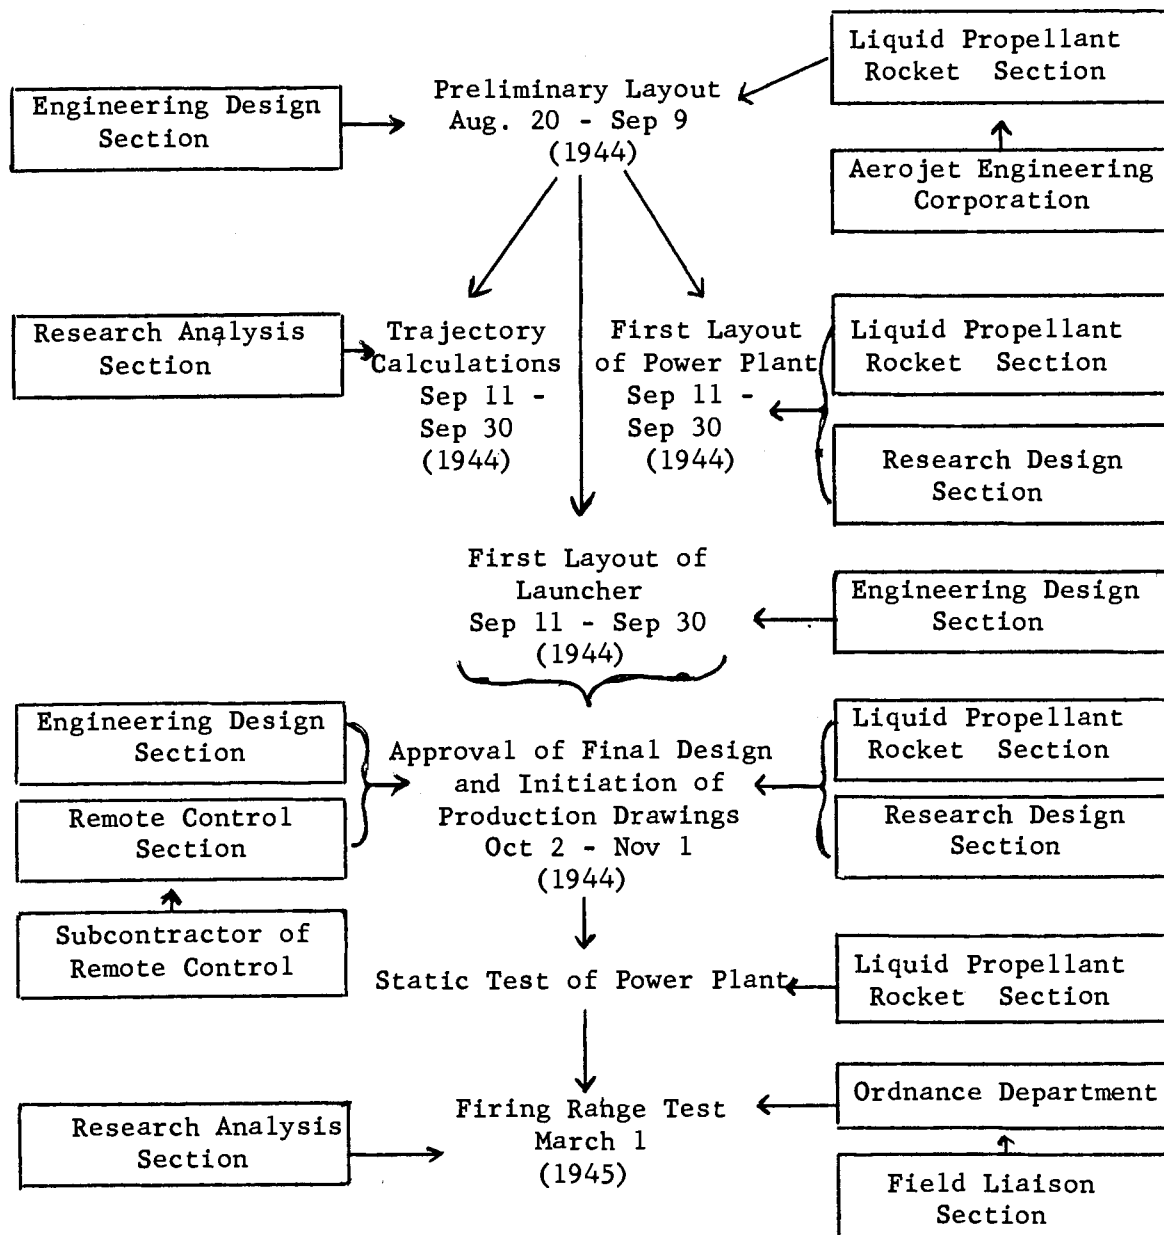 Liquid Propellant
Rocket Section
Preliminary Layout
Aug. 20 - Sep 9
(1944)
Engineering Design
Section
Aerojet Engineering
Corporation
Research Analysis
Section
Trajectory
Calculations
Sep 11 -
Sep 30
(1944)
First Layout
of Power Plant
Sep 11 -
Sep 30
(1944)
Liquid Propellant
Rocket Section
Research Design
Section
First Layout of
Launcher
Sep 11 - Sep 30
(1944)
Engineering Design
Section
Engineering Design
Section
Remote Control
Section
Subcontractor of
Remote Control
Approval of Final Design
and Initiation of
Production Drawings
Oct 2 - Nov 1
(1944)
Liquid Propellant
Rocket Section
Research Design
Section
Static Test of Power Plant
Liquid Propellant
Rocket Section
Research Analysis
Section
Firing Range Test
March 1
(1945)
Ordnance Department
Field Liaison
Section